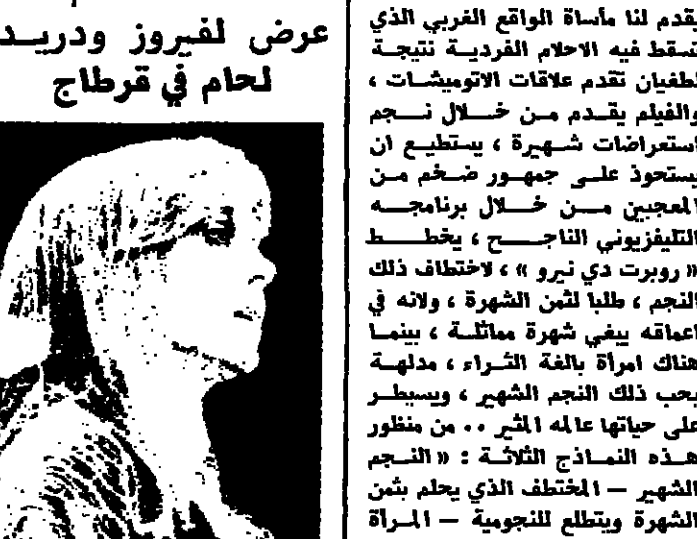 عرض لفيروز ودريد
لحام في قرطاج
يقدم لنا مأساة الواقع الغربي الذي
تسقط فيه الاحلام الفردية نتيجة
لطغيان تقدم علاقات الاتوميشات ،
والفيلم يقدم من خلال نجم
استعراضات شهيرة ، يستطيع ان
يستحوذ على جمهور ضخم من
المعجبين من خلال برنامجه
التليفزيوني الناجح ، يخطط
« روبرت دي نيرو » ، لاختطاف ذلك
النجم ، طلبا لثمن الشهرة ، ولانه في
اعماقه يبغي شهرة مماثلة ، بينما
هناك امرأة بالغة الثراء ، مدلهة
بحب ذلك النجم الشهير ، ويسيطر
على حياتها عالمه المثير .. من منظور
هذه النماذج الثلاثة : « النجم
الشهير — المختطف الذي يحلم بثمن
الشهرة ويتطلع للنجومية — المرأة